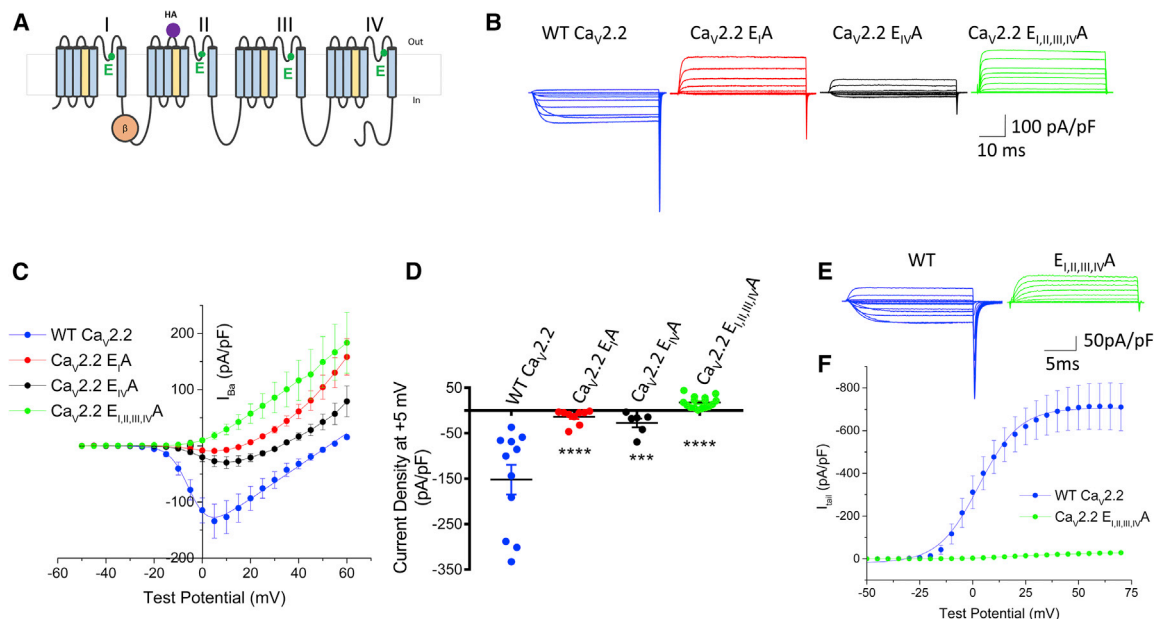 A
HA
I
II
III
IV
Out
E
E
E
E
In
β
B
WT CaV2.2
CaV2.2 EIA
CaV2.2 EIVA
CaV2.2 EI,II,III,IVA
100 pA/pF
10 ms
C
WT CaV2.2
CaV2.2 EIA
CaV2.2 EIVA
CaV2.2 EI,II,III,IVA
IBa (pA/pF)
200
100
-100
-200
-60
-40
-20
0
20
40
60
Test Potential (mV)
D
WT CaV2.2
CaV2.2 EIA
CaV2.2 EIVA
CaV2.2 EI,II,III,IVA
Current Density at +5 mV
(pA/pF)
50
-50
-150
-250
-350
****
***
****
E
WT
EI,II,III,IVA
50pA/pF
5ms
F
Itail (pA/pF)
-800
-600
-400
-200
0
WT CaV2.2
CaV2.2 EI,II,III,IVA
-50
-25
0
25
50
75
Test Potential (mV)